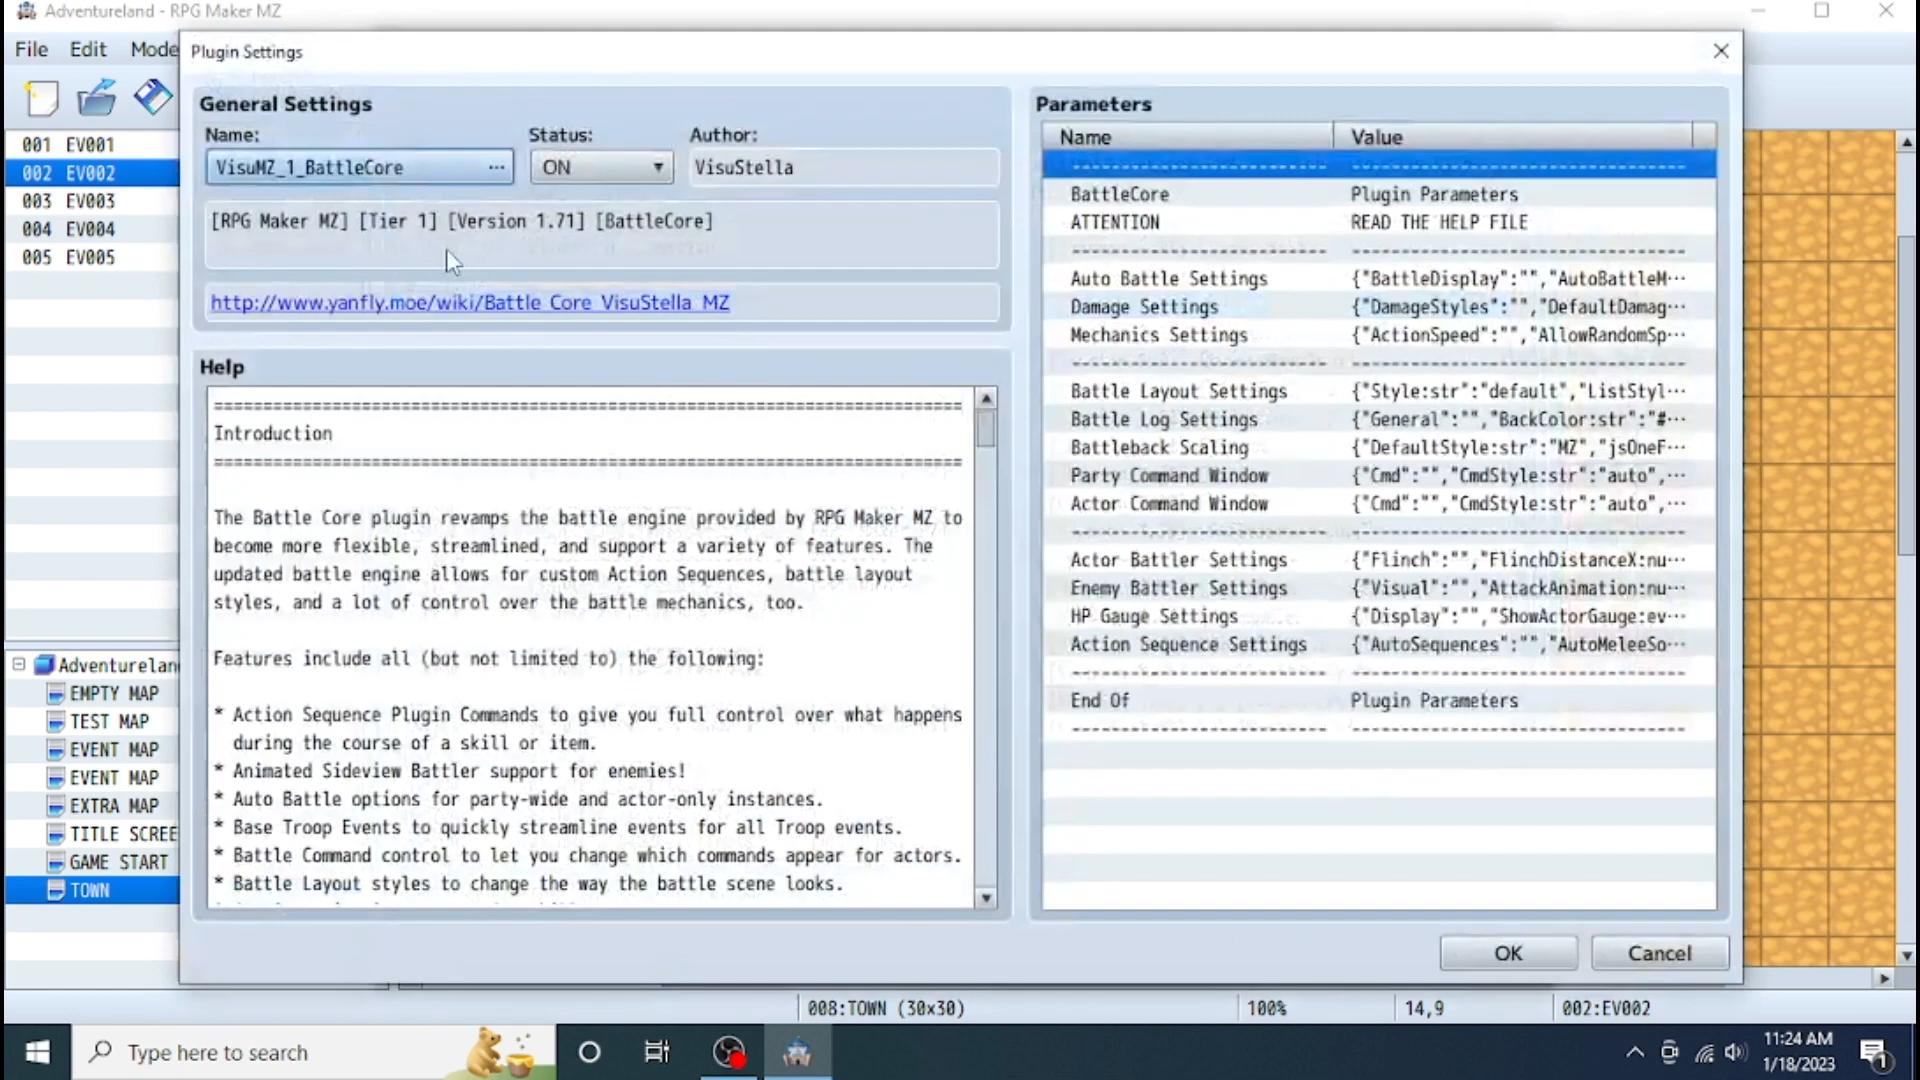 Adventureland - RPG Maker MZ
File Edit Mode
001 EV001
002 EV002
003 EV003
004 EV004
005 EV005
EMPTY MAP
TEST MAP
EVENT MAP
EVENT MAP
EXTRA MAP
GAME START
TOWN
Plugin Settings
General Settings
Name: Status: Author:
VisuMZ_1_BattleCore ··· ON VisuStella
[RPG Maker MZ] [Tier 1] [Version 1.71] [BattleCore]
http://www.yanfly.moe/wiki/Battle_Core_VisuStella_MZ
Help
============================================================================
Introduction
============================================================================
The Battle Core plugin revamps the battle engine provided by RPG Maker MZ to
become more flexible, streamlined, and support a variety of features. The
updated battle engine allows for custom Action Sequences, battle layout
styles, and a lot of control over the battle mechanics, too.
Features include all (but not limited to) the following:
* Action Sequence Plugin Commands to give you full control over what happens
during the course of a skill or item.
* Animated Sideview Battler support for enemies!
* Auto Battle options for party-wide and actor-only instances.
* Base Troop Events to quickly streamline events for all Troop events.
* Battle Command control to let you change which commands appear for actors.
* Battle Layout styles to change the way the battle scene looks.
Parameters
Name Value
BattleCore Plugin Parameters
ATTENTION READ THE HELP FILE
Auto Battle Settings {"BattleDisplay":"","AutoBattleM···
Damage Settings {"DamageStyles":"","DefaultDamag···
Mechanics Settings {"ActionSpeed":"","AllowRandomSp···
Battle Layout Settings {"Style:str":"default","ListStyl···
Battle Log Settings {"General":"","BackColor:str":"#···
Battleback Scaling {"DefaultStyle:str":"MZ","jsOneF···
Party Command Window {"Cmd":"","CmdStyle:str":"auto",···
Actor Command Window {"Cmd":"","CmdStyle:str":"auto",···
Actor Battler Settings {"Flinch":"","FlinchDistanceX:nu···
Enemy Battler Settings {"Visual":"","AttackAnimation:nu···
HP Gauge Settings {"Display":"","ShowActorGauge:ev···
Action Sequence Settings {"AutoSequences":"","AutoMeleeSo···
End Of Plugin Parameters
OK Cancel
008:TOWN (30x30) 100% 14,9 002:EV002
Type here to search
11:24 AM
1/18/2023
1